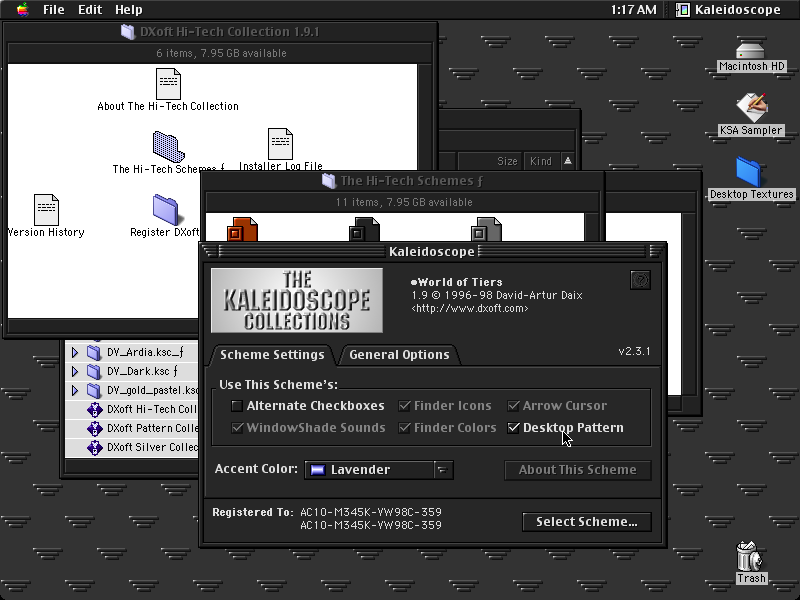 File Edit Help
1:17 AM Kaleidoscope
DXoft Hi-Tech Collection 1.9.1
6 items, 7.95 GB available
About The Hi-Tech Collection
The Hi-Tech Schemes ƒ
Installer Log File
Version History
Register DXoft
Size Kind
The Hi-Tech Schemes ƒ
11 items, 7.95 GB available
DV_Ardia.ksc_ƒ
DV_Dark.ksc ƒ
DV_gold_pastel.ksc
DXoft Hi-Tech Coll
DXoft Pattern Colle
DXoft Silver Collec
Kaleidoscope
THE
KALEIDOSCOPE
COLLECTIONS
●World of Tiers
1.9 © 1996-98 David-Artur Daix
<http://www.dxoft.com>
v2.3.1
Scheme Settings
General Options
Use This Scheme's:
Alternate Checkboxes
Finder Icons
Arrow Cursor
WindowShade Sounds
Finder Colors
Desktop Pattern
Accent Color: Lavender
About This Scheme
Registered To: AC10-M345K-YW98C-359
AC10-M345K-YW98C-359
Select Scheme...
Macintosh HD
KSA Sampler
Desktop Textures
Trash